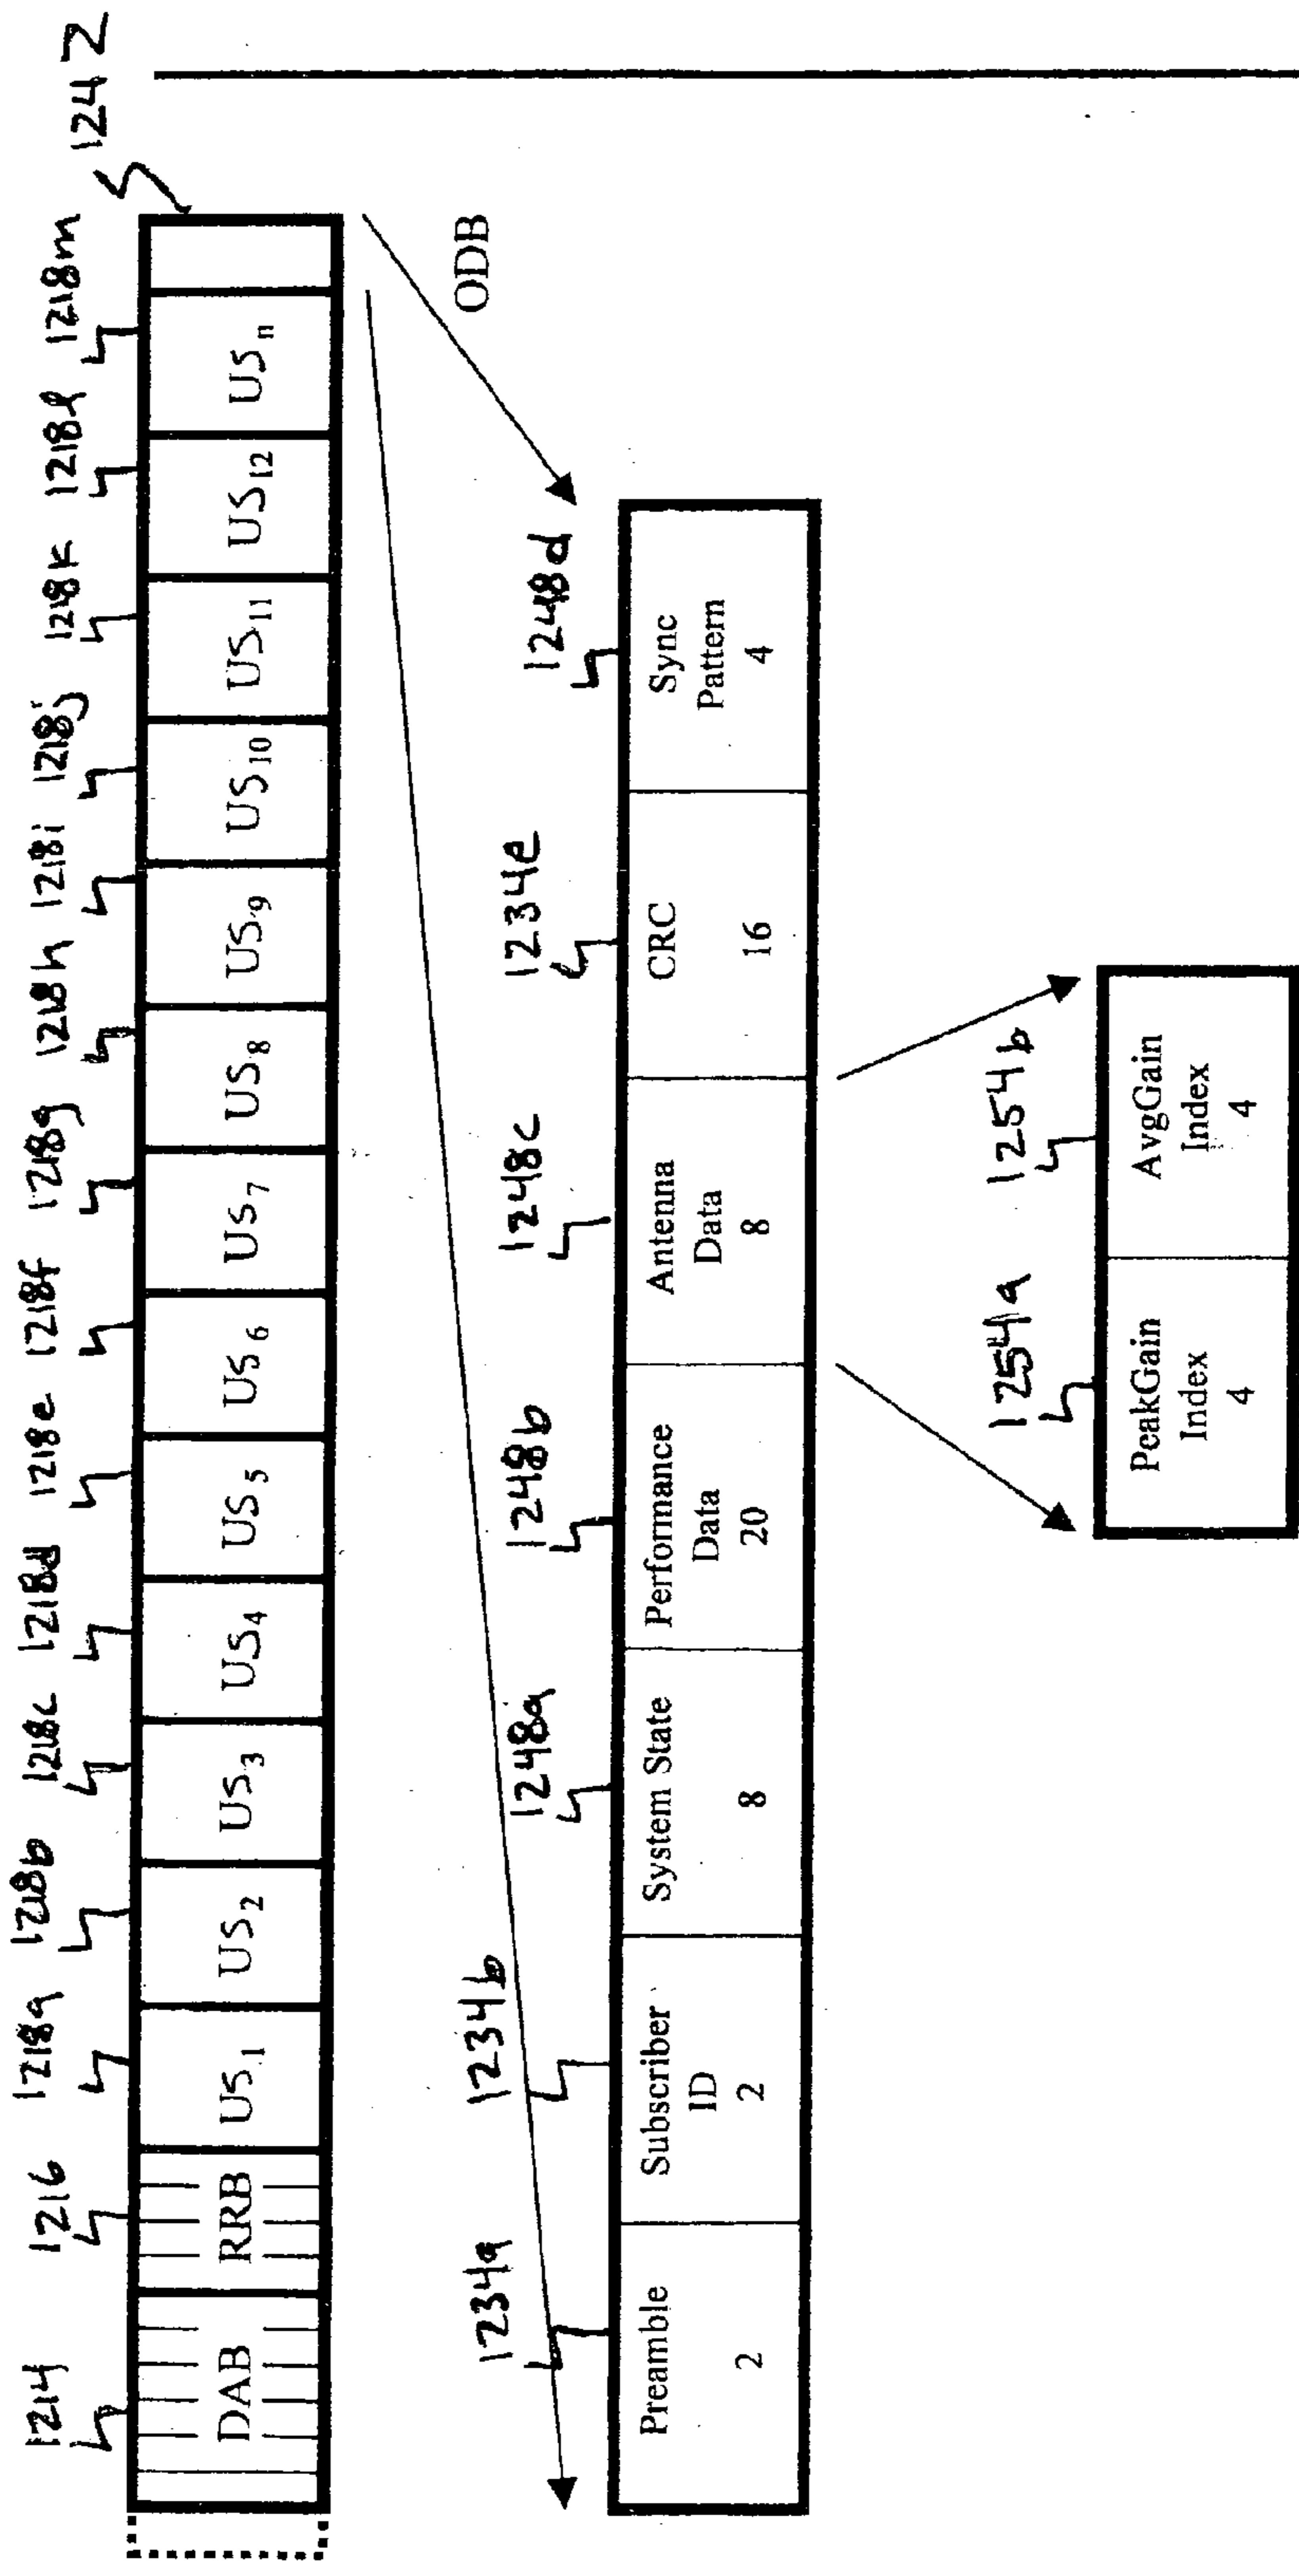 1214 1216 1218a 1218b 1218c 1218d 1218e 1218f 1218g 1218h 1218i 1218j 1218k 1218l 1218m 1242
DAB RRB US1 US2 US3 US4 US5 US6 US7 US8 US9 US10 US11 US12 USn
ODB
1234a 1234b 1248a 1248b 1248c 1234e 1248d
Preamble
2
Subscriber
ID
2
System State
8
Performance
Data
20
Antenna
Data
8
CRC
16
Sync
Pattern
4
1254a 1254b
PeakGain
Index
4
AvgGain
Index
4